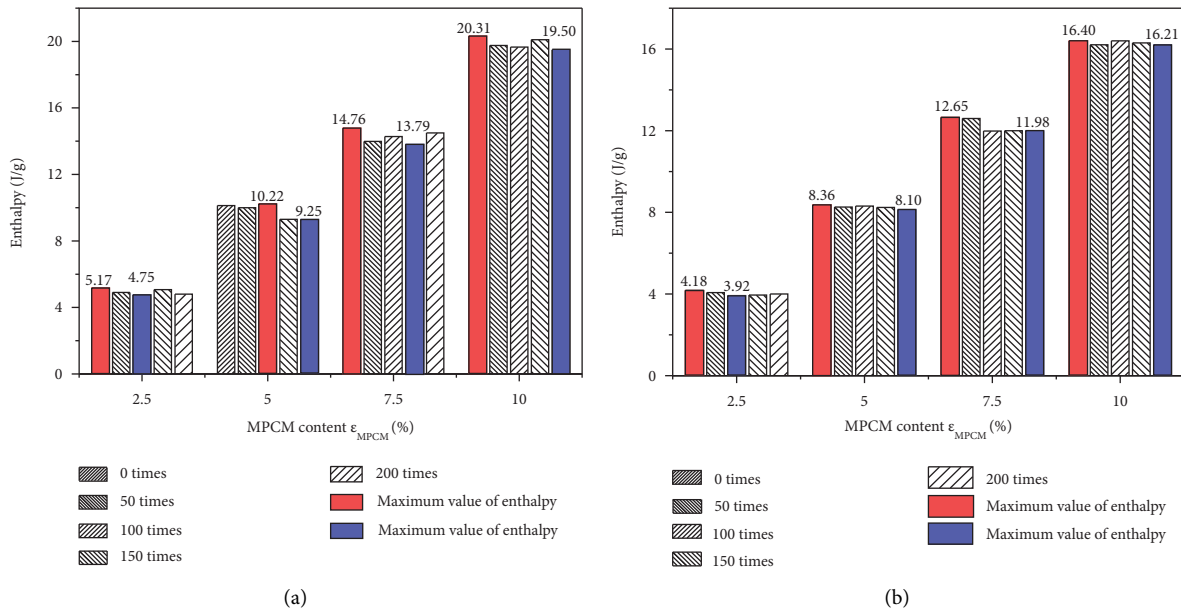 20
16
12
8
4
0
Enthalpy (J/g)
5.17
4.75
10.22
9.25
14.76
13.79
20.31
19.50
2.5
5
7.5
10
MPCM content ε_MPCM (%)
0 times
50 times
100 times
150 times
200 times
Maximum value of enthalpy
Maximum value of enthalpy
(a)
16
12
8
4
0
Enthalpy (J/g)
4.18
3.92
8.36
8.10
12.65
11.98
16.40
16.21
2.5
5
7.5
10
MPCM content ε_MPCM (%)
0 times
50 times
100 times
150 times
200 times
Maximum value of enthalpy
Maximum value of enthalpy
(b)